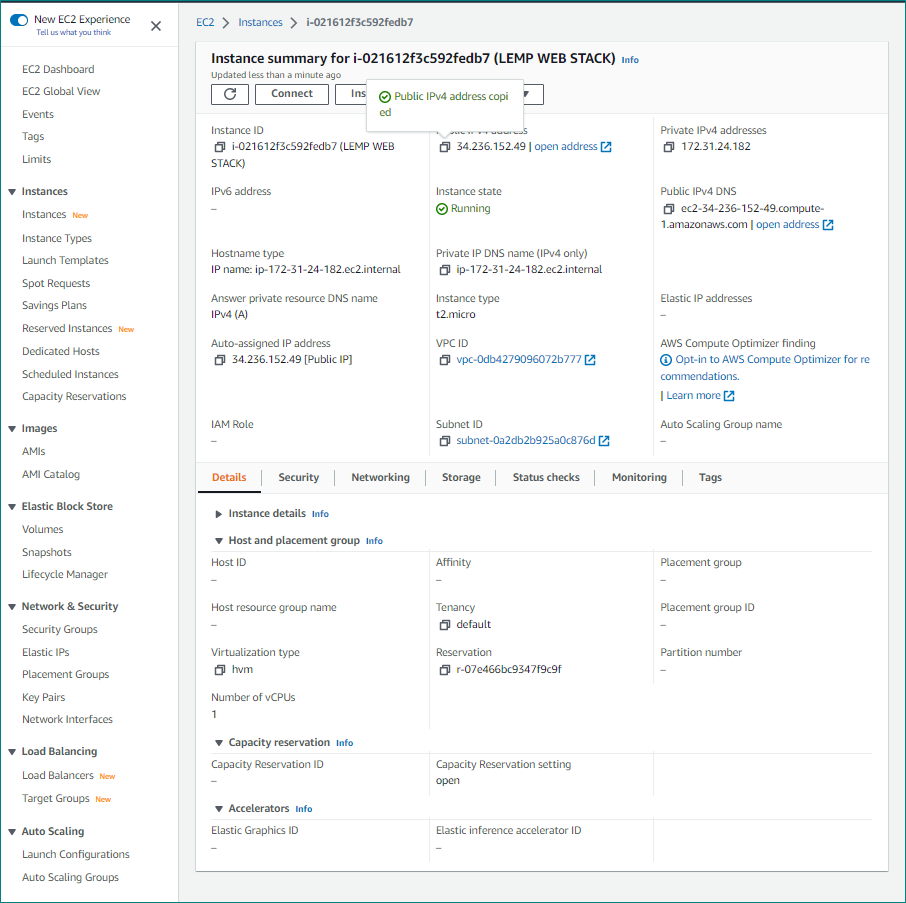 New EC2 Experience
Tell us what you think
EC2 Dashboard
EC2 Global View
Events
Tags
Limits
Instances
Instances New
Instance Types
Launch Templates
Spot Requests
Savings Plans
Reserved Instances New
Dedicated Hosts
Scheduled Instances
Capacity Reservations
Images
AMIs
AMI Catalog
Elastic Block Store
Volumes
Snapshots
Lifecycle Manager
Network & Security
Security Groups
Elastic IPs
Placement Groups
Key Pairs
Network Interfaces
Load Balancing
Load Balancers New
Target Groups New
Auto Scaling
Launch Configurations
Auto Scaling Groups
EC2 > Instances > i-021612f3c592fedb7
Instance summary for i-021612f3c592fedb7 (LEMP WEB STACK) Info
Updated less than a minute ago
Connect
Public IPv4 address copi
ed
Instance ID
i-021612f3c592fedb7 (LEMP WEB
STACK)
Public IPv4 address
34.236.152.49 | open address
Private IPv4 addresses
172.31.24.182
IPv6 address
–
Instance state
Running
Public IPv4 DNS
ec2-34-236-152-49.compute-
1.amazonaws.com | open address
Hostname type
IP name: ip-172-31-24-182.ec2.internal
Private IP DNS name (IPv4 only)
ip-172-31-24-182.ec2.internal
Answer private resource DNS name
IPv4 (A)
Instance type
t2.micro
Elastic IP addresses
–
Auto-assigned IP address
34.236.152.49 [Public IP]
VPC ID
vpc-0db4279096072b777
AWS Compute Optimizer finding
Opt-in to AWS Compute Optimizer for re
commendations.
| Learn more
IAM Role
–
Subnet ID
subnet-0a2db2b925a0c876d
Auto Scaling Group name
–
Details
Security
Networking
Storage
Status checks
Monitoring
Tags
Instance details Info
Host and placement group Info
Host ID
–
Affinity
–
Placement group
–
Host resource group name
–
Tenancy
default
Placement group ID
–
Virtualization type
hvm
Reservation
r-07e466bc9347f9c9f
Partition number
–
Number of vCPUs
1
Capacity reservation Info
Capacity Reservation ID
–
Capacity Reservation setting
open
Accelerators Info
Elastic Graphics ID
–
Elastic inference accelerator ID
–